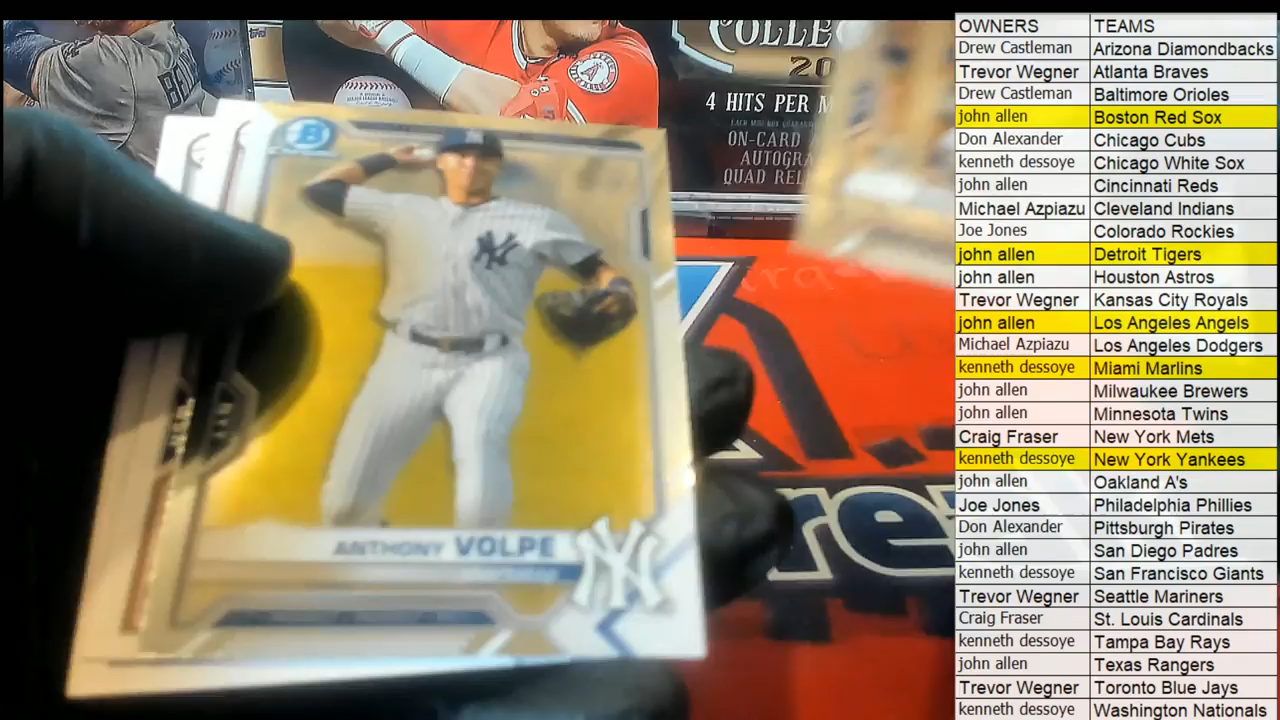 COLLE
20
4 HITS PER M
ON-CARD A
AUTOGRA
QUAD REL
BE
A
B
NY
ANTHONY VOLPE
NY
re
OWNERS TEAMS
Drew Castleman Arizona Diamondbacks
Trevor Wegner Atlanta Braves
Drew Castleman Baltimore Orioles
john allen Boston Red Sox
Don Alexander Chicago Cubs
kenneth dessoye Chicago White Sox
john allen Cincinnati Reds
Michael Azpiazu Cleveland Indians
Joe Jones Colorado Rockies
john allen Detroit Tigers
john allen Houston Astros
Trevor Wegner Kansas City Royals
john allen Los Angeles Angels
Michael Azpiazu Los Angeles Dodgers
kenneth dessoye Miami Marlins
john allen Milwaukee Brewers
john allen Minnesota Twins
Craig Fraser New York Mets
kenneth dessoye New York Yankees
john allen Oakland A's
Joe Jones Philadelphia Phillies
Don Alexander Pittsburgh Pirates
john allen San Diego Padres
kenneth dessoye San Francisco Giants
Trevor Wegner Seattle Mariners
Craig Fraser St. Louis Cardinals
kenneth dessoye Tampa Bay Rays
john allen Texas Rangers
Trevor Wegner Toronto Blue Jays
kenneth dessoye Washington Nationals